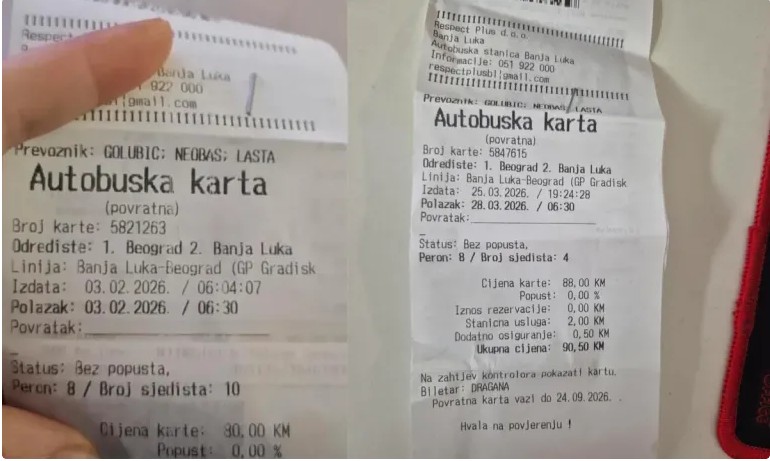 Respect
Banja Luka
922 000
gmail.com
Prevoznik: GOLUBIC; NEOBAS; LASTA
Autobuska karta
(povratna)
Broj karte: 5821263
Odrediste: 1. Beograd 2. Banja Luka
Linija: Banja Luka-Beograd (GP Gradisk
Izdata: 03.02.2026. / 06:04:07
Polazak: 03.02.2026. / 06:30
Povratak:
Status: Bez popusta,
Peron: 8 / Broj sjedista: 10
Cijena karte: 80,00 KM
Popust: 0,00 %
Respect Plus d.o.o.
Banja Luka
Autobuska stanica Banja Luka
Informacije: 051 922 000
respectplusbl|gmail.com
Prevoznik: GOLUBIC; NEOBAS; LASTA
Autobuska karta
(povratna)
Broj karte: 5847615
Odrediste: 1. Beograd 2. Banja Luka
Linija: Banja Luka-Beograd (GP Gradisk
Izdata: 25.03.2026. / 19:24:28
Polazak: 28.03.2026. / 06:30
Povratak:
Status: Bez popusta,
Peron: 8 / Broj sjedista: 4
Cijena karte: 88,00 KM
Popust: 0,00 %
Iznos rezervacije: 0,00 KM
Stanicna usluga: 2,00 KM
Dodatno osiguranje: 0,50 KM
Ukupna cijena: 90,50 KM
Na zahtjev kontrolora pokazati kartu.
Biletar: DRAGANA
Povratna karta vazi do 24.09.2026. .
Hvala na povjerenju !